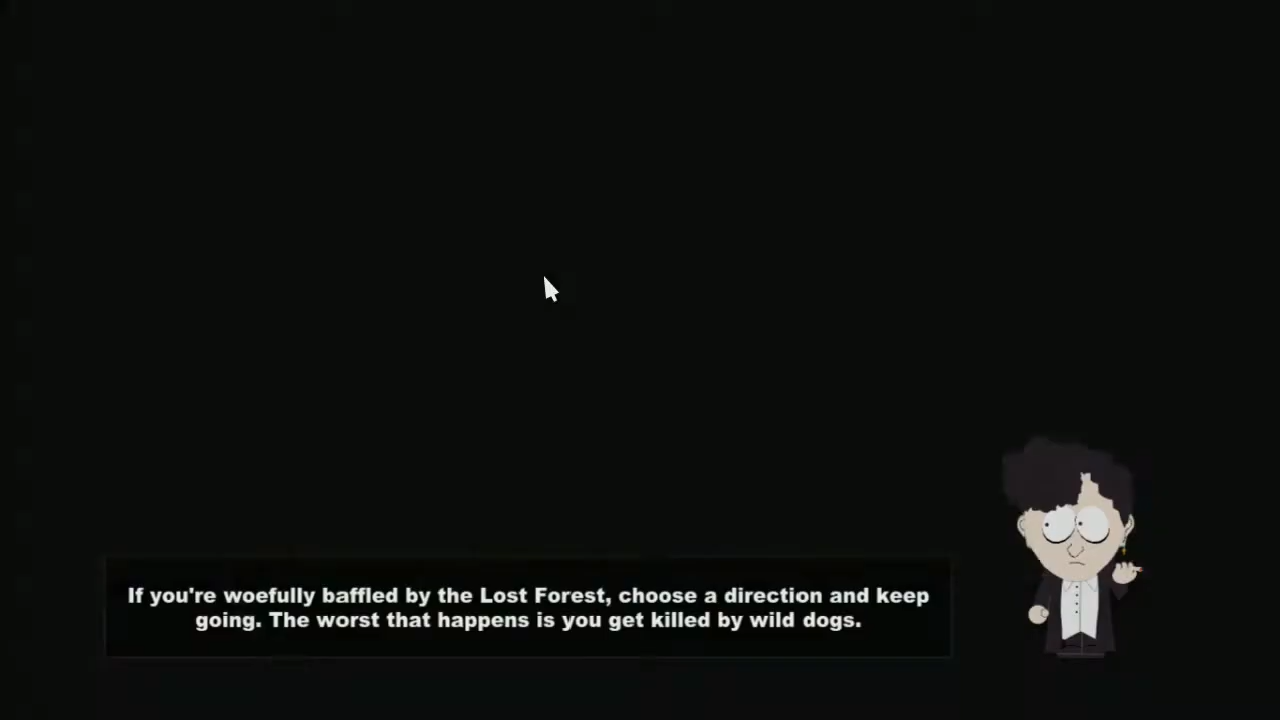 If you're woefully baffled by the Lost Forest, choose a direction and keep
going. The worst that happens is you get killed by wild dogs.